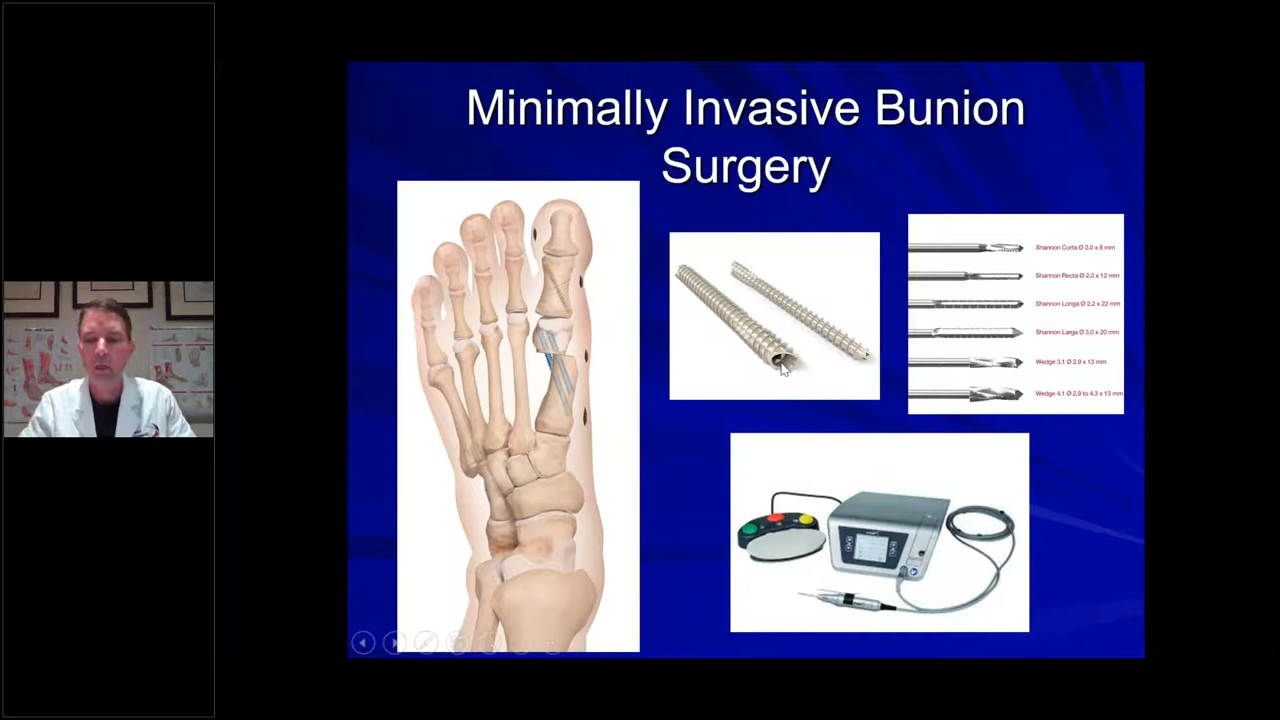 Minimally Invasive Bunion
Surgery
Shannon Corta Ø 2.0 x 8 mm
Shannon Recta Ø 2.0 x 12 mm
Shannon Longa Ø 2.2 x 22 mm
Shannon Larga Ø 3.0 x 20 mm
Wedge 3.1 Ø 2.9 x 13 mm
Wedge 4.1 Ø 2.9 to 4.3 x 13 mm